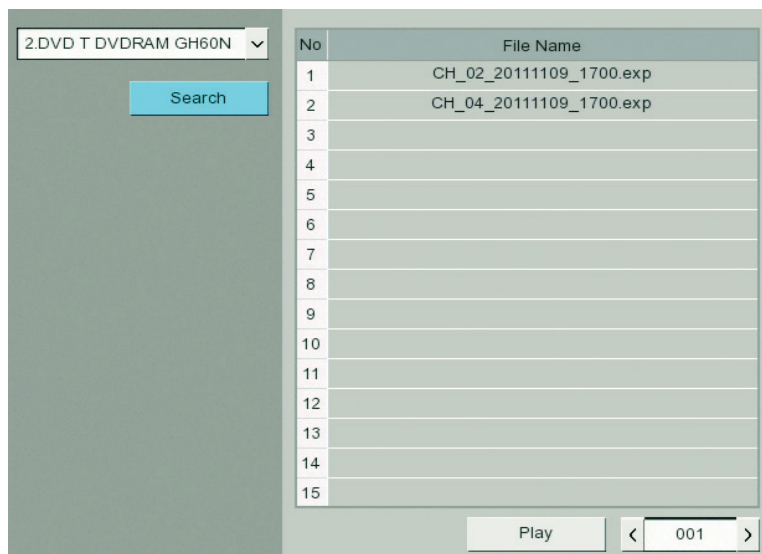 2.DVD T DVDRAM GH60N
Search
No File Name
1 CH_02_20111109_1700.exp
2 CH_04_20111109_1700.exp
3
4
5
6
7
8
9
10
11
12
13
14
15
Play < 001 >